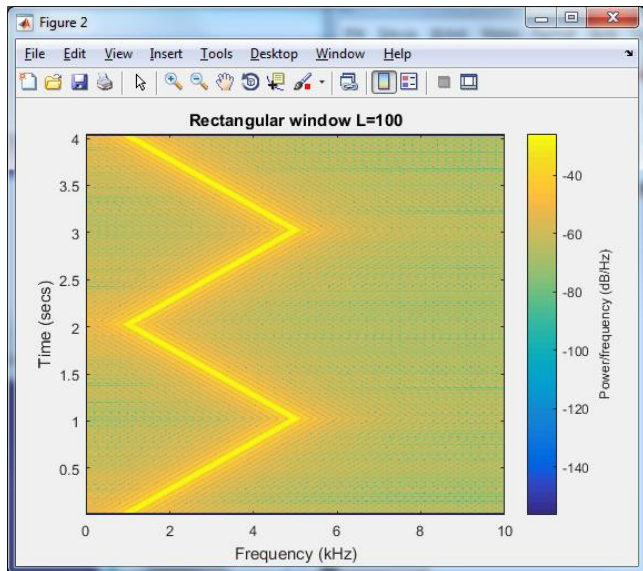 Figure 2
File Edit View Insert Tools Desktop Window Help
Rectangular window L=100
4
3.5
3
2.5
2
1.5
1
0.5
Time (secs)
0 2 4 6 8 10
Frequency (kHz)
-40
-60
-80
-100
-120
-140
Power/frequency (dB/Hz)